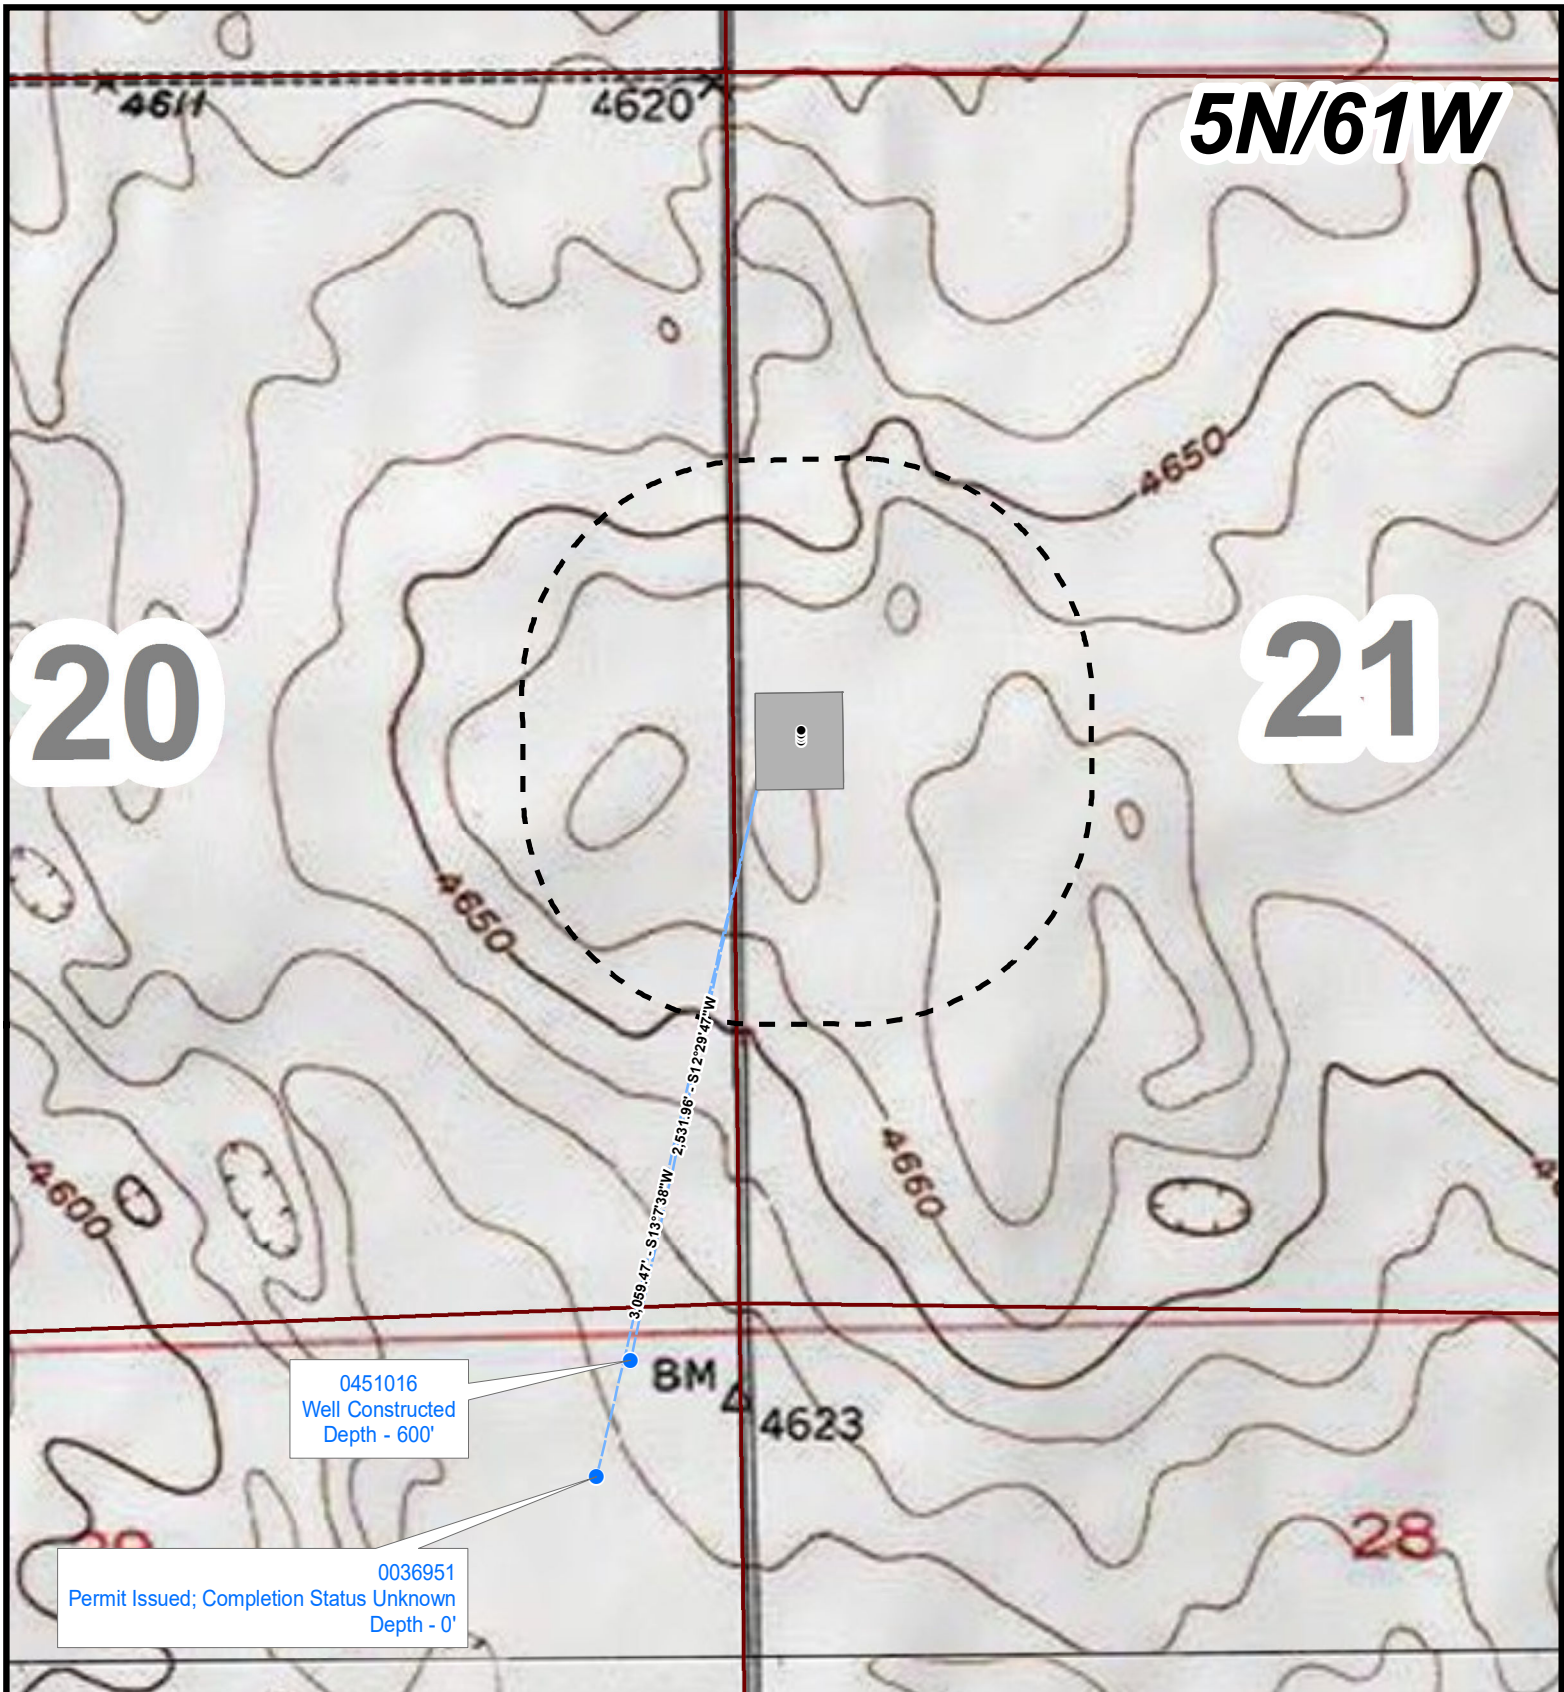 4611
4620
5N/61W
4650
20
21
4650
2,531.96' - S12°29'47"W
4660
4600
3,059.47' - S13°7'38"W
BM
4623
0451016
Well Constructed
Depth - 600'
28
0036951
Permit Issued; Completion Status Unknown
Depth - 0'